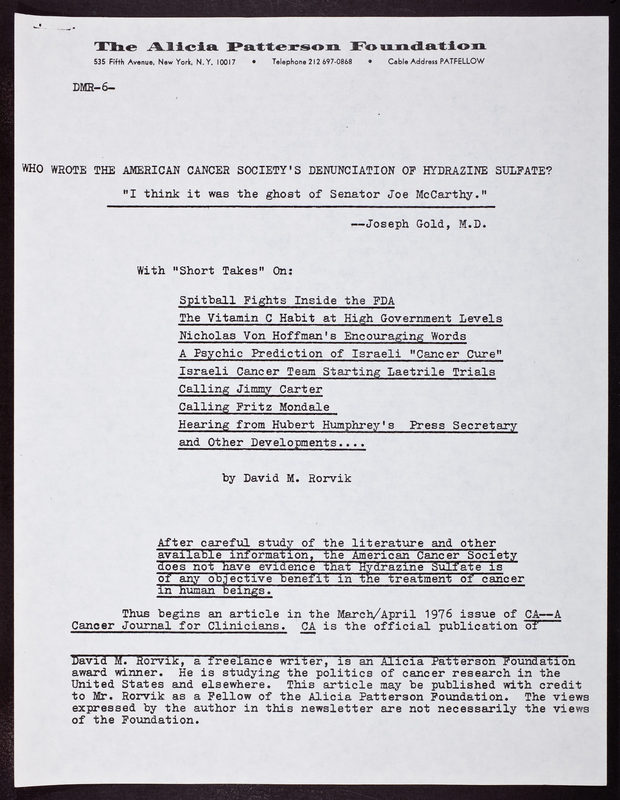 The Alicia Patterson Foundation
535 Fifth Avenue, New York, N.Y. 10017 • Telephone 212 697-0868 • Cable Address PATFELLOW
DMR-6-
WHO WROTE THE AMERICAN CANCER SOCIETY'S DENUNCIATION OF HYDRAZINE SULFATE?
"I think it was the ghost of Senator Joe McCarthy."
--Joseph Gold, M.D.
With "Short Takes" On:
Spitball Fights Inside the FDA
The Vitamin C Habit at High Government Levels
Nicholas Von Hoffman's Encouraging Words
A Psychic Prediction of Israeli "Cancer Cure"
Israeli Cancer Team Starting Laetrile Trials
Calling Jimmy Carter
Calling Fritz Mondale
Hearing from Hubert Humphrey's Press Secretary
and Other Developments....
by David M. Rorvik
After careful study of the literature and other
available information, the American Cancer Society
does not have evidence that Hydrazine Sulfate is
of any objective benefit in the treatment of cancer
in human beings.
Thus begins an article in the March/April 1976 issue of CA--A
Cancer Journal for Clinicians. CA is the official publication of
David M. Rorvik, a freelance writer, is an Alicia Patterson Foundation
award winner. He is studying the politics of cancer research in the
United States and elsewhere. This article may be published with credit
to Mr. Rorvik as a Fellow of the Alicia Patterson Foundation. The views
expressed by the author in this newsletter are not necessarily the views
of the Foundation.